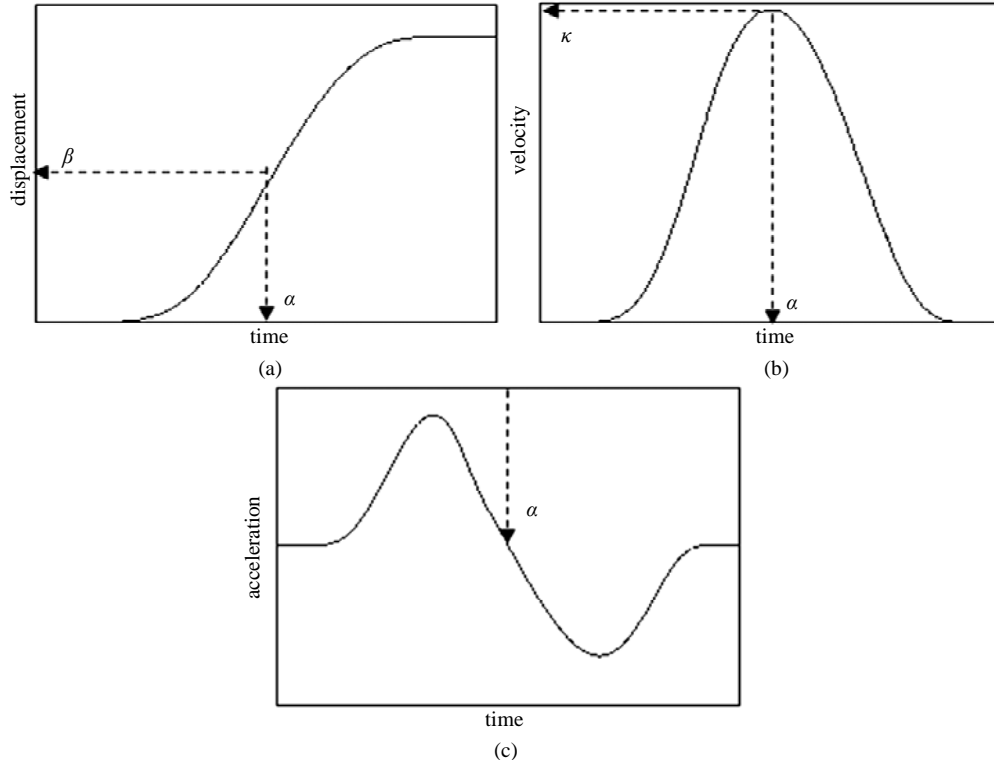 displacement
β
α
time
(a)
velocity
κ
α
time
(b)
acceleration
α
time
(c)